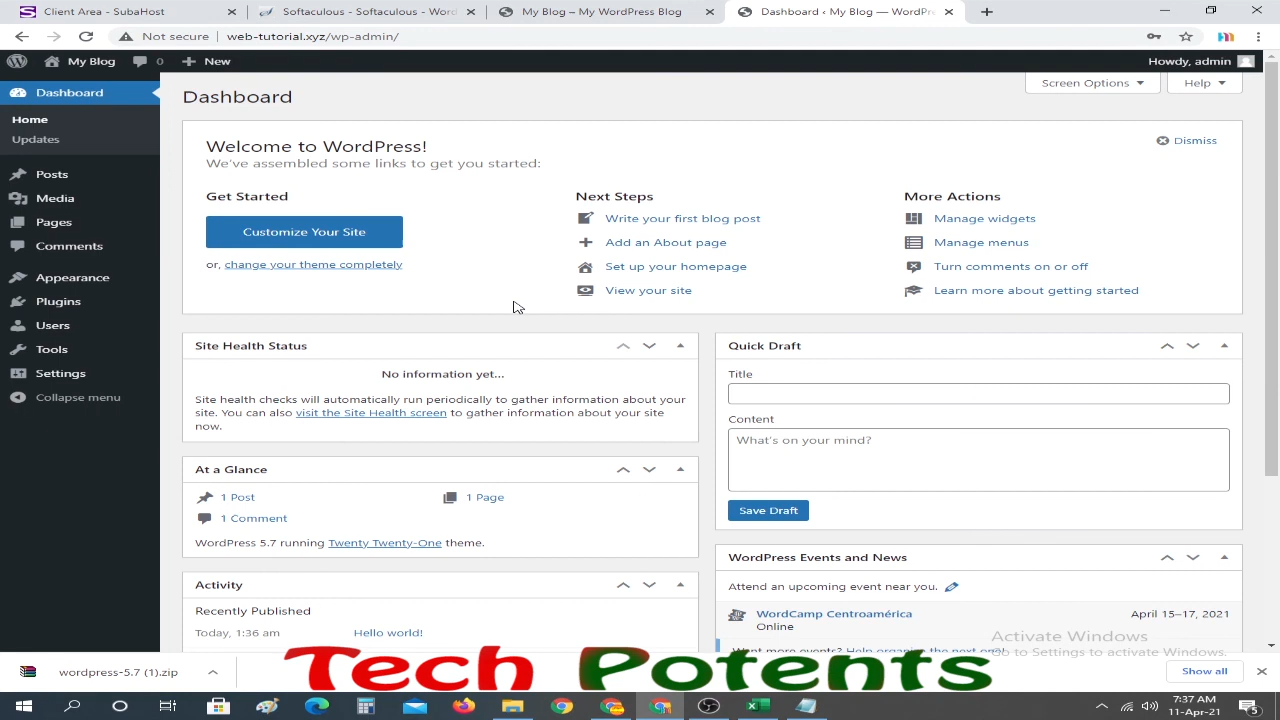 Client Area - SubaHost
Softaculous - Softaculous - Wor
My Blog – My WordPress Blog
Dashboard ‹ My Blog — WordPre
Not secure web-tutorial.xyz/wp-admin/
My Blog 0 New
Howdy, admin
Dashboard
Home
Updates
Posts
Media
Pages
Comments
Appearance
Plugins
Users
Tools
Settings
Collapse menu
Dashboard
Screen Options
Help
Welcome to WordPress!
Dismiss
We've assembled some links to get you started:
Get Started
Customize Your Site
or, change your theme completely
Next Steps
Write your first blog post
Add an About page
Set up your homepage
View your site
More Actions
Manage widgets
Manage menus
Turn comments on or off
Learn more about getting started
Site Health Status
No information yet...
Site health checks will automatically run periodically to gather information about your
site. You can also visit the Site Health screen to gather information about your site
now.
At a Glance
1 Post
1 Page
1 Comment
WordPress 5.7 running Twenty Twenty-One theme.
Activity
Recently Published
Today, 1:36 am Hello world!
Quick Draft
Title
Content
What's on your mind?
Save Draft
WordPress Events and News
Attend an upcoming event near you.
WordCamp Centroamérica April 15–17, 2021
Online
Want more events? Help organize the next one!
Activate Windows
Go to Settings to activate Windows.
wordpress-5.7 (1).zip
Tech Potents
Show all
7:37 AM
11-Apr-21
5